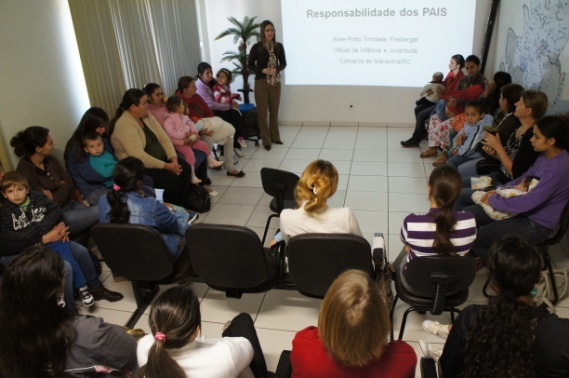 Responsabilidade dos PAIS
Aline Pinto Trindade Freiberger
Oficial da Infância e Juventude
Comarca de Maravilha/SC